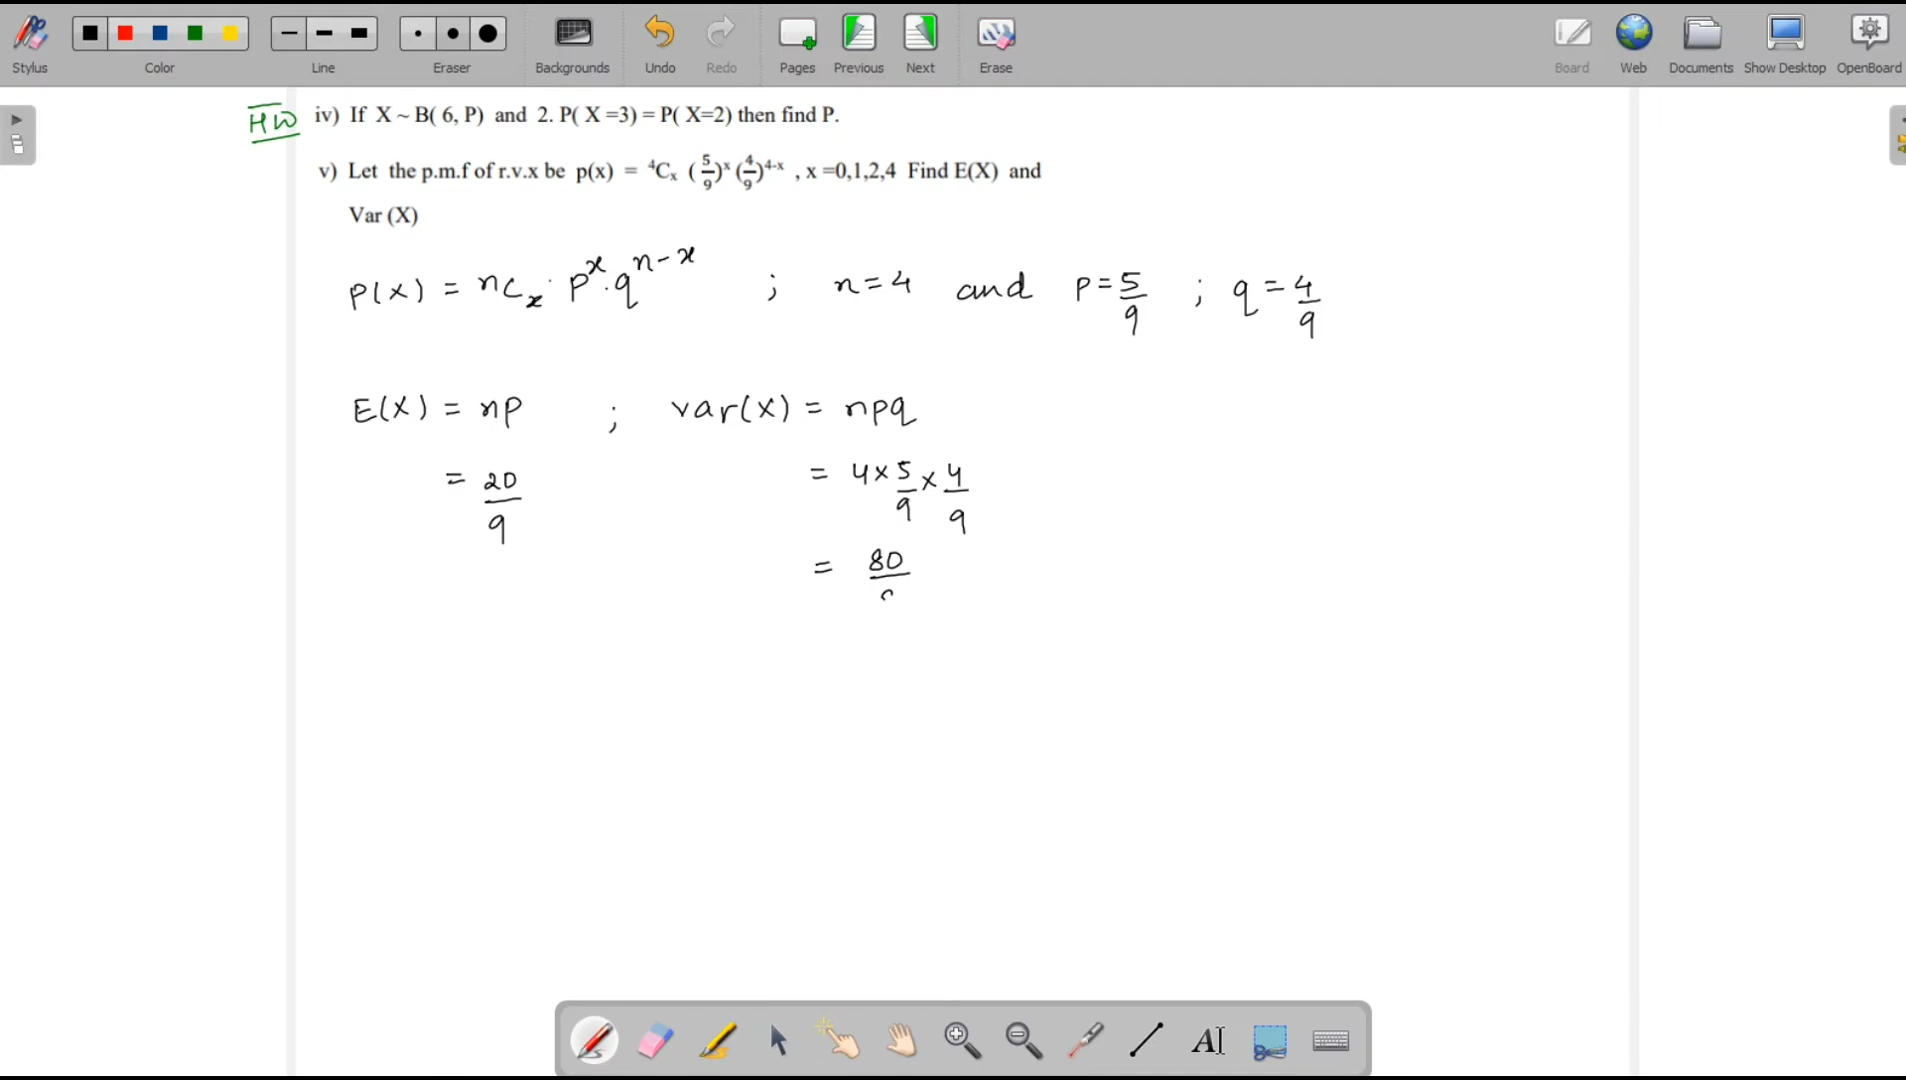 Stylus Color Line Eraser Backgrounds Undo Redo Pages Previous Next Erase Board Web Documents Show Desktop OpenBoard
HW iv) If X ~ B( 6, P) and 2. P( X =3) = P( X=2) then find P.
v) Let the p.m.f of r.v.x be p(x) = ⁴Cₓ (5/9)ˣ (4/9)⁴⁻ˣ , x =0,1,2,4 Find E(X) and
Var (X)
P(X) = nCₓ · pˣ · qⁿ⁻ˣ ; n=4 and p=5/9 ; q=4/9
E(X) = np ; var(X) = npq
= 20/9 = 4×5/9×4/9
= 80/
AI